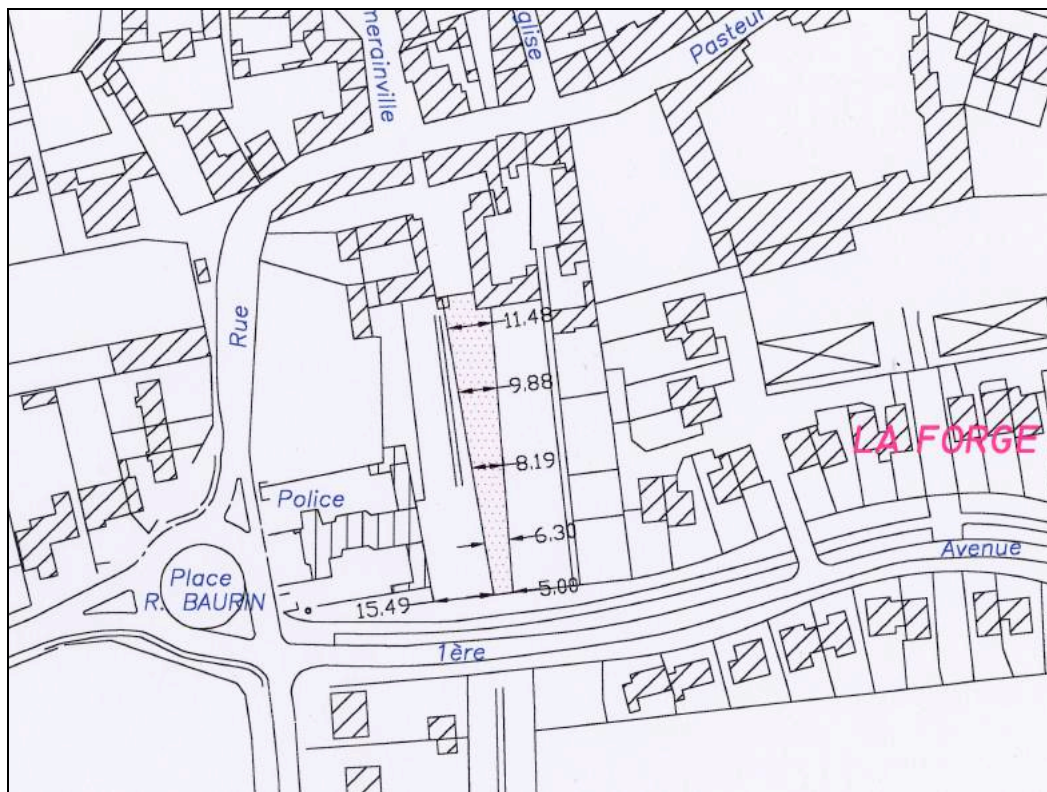 merainville
glise
Pasteur
Rue
11.48
9.88
8.19
6.30
5.00
15.49
LA FORGE
Police
Place
R. BAURIN
1ère
Avenue